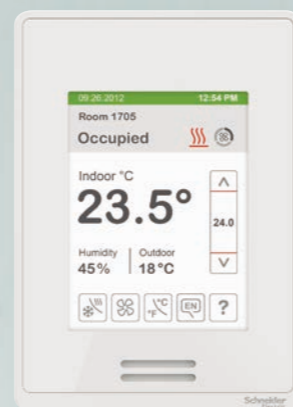 09.26.2012 12:54 PM
Room 1705
Occupied
Indoor °C
23.5°
24.0
Humidity Outdoor
45% 18°C
°F °C EN ?
Schneider